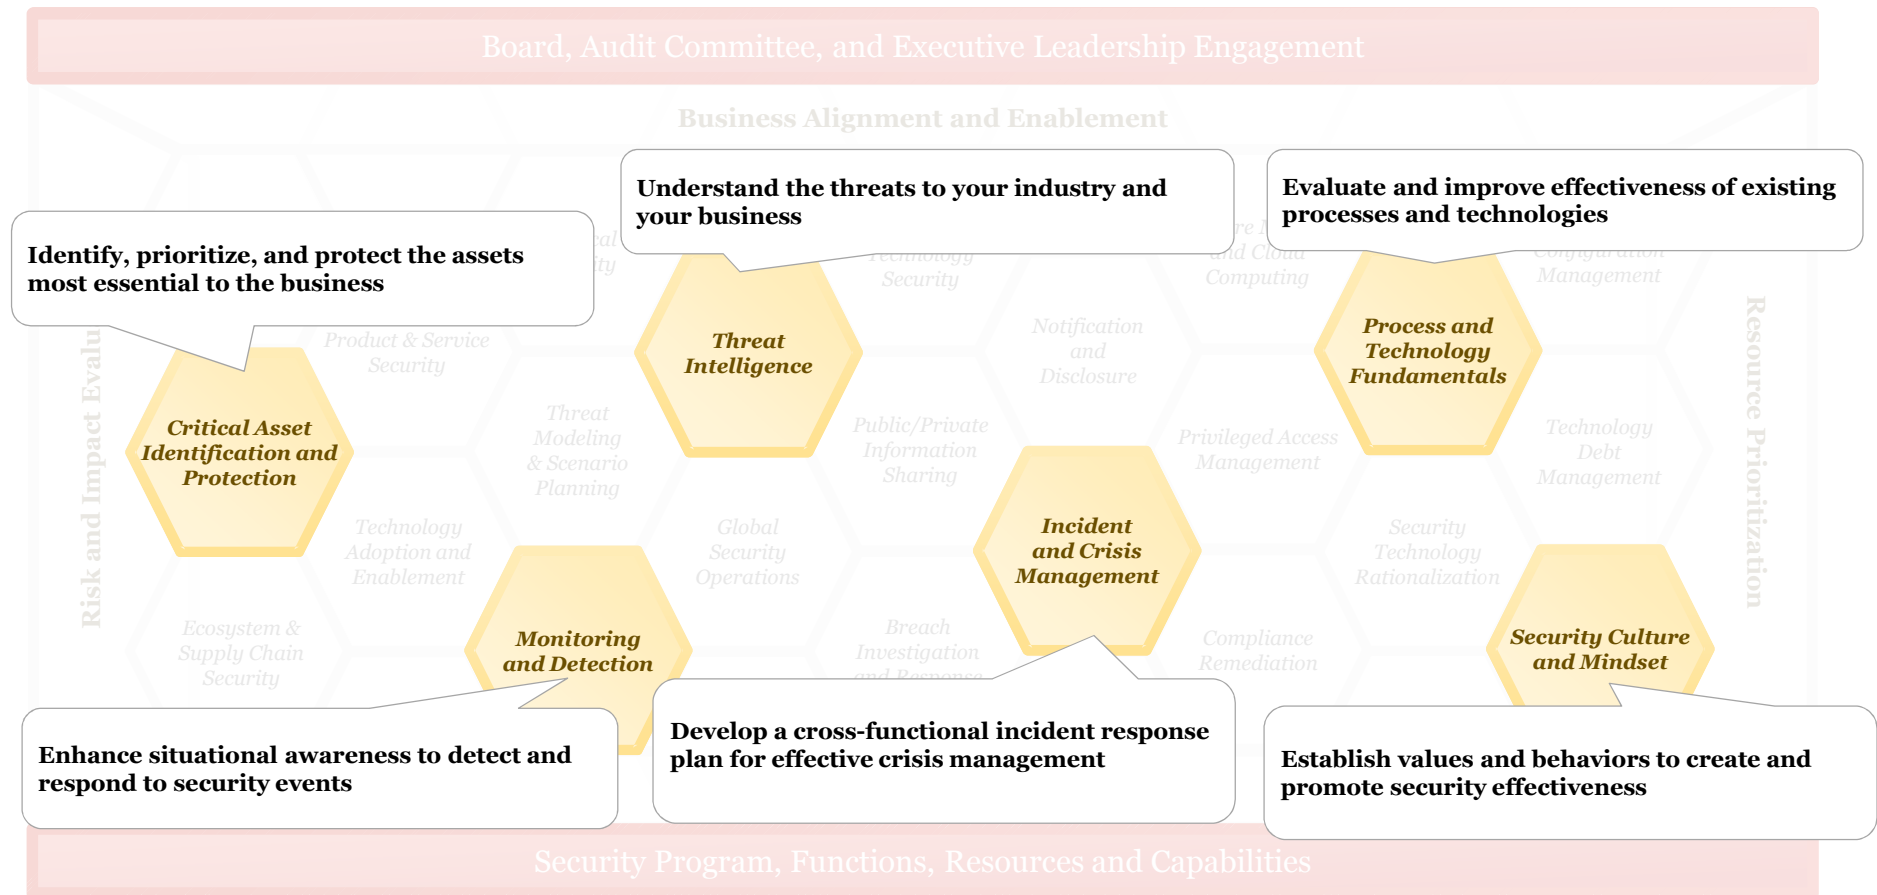 Board, Audit Committee, and Executive Leadership Engagement
Business Alignment and Enablement
Understand the threats to your industry and
your business
Evaluate and improve effectiveness of existing
processes and technologies
Identify, prioritize, and protect the assets
most essential to the business
Technology
Security
and Cloud
Computing
Configuration
Management
Risk and Impact
Resource Prioritization
Product & Service
Security
Threat
Intelligence
Notification
and
Disclosure
Process and
Technology
Fundamentals
Critical Asset
Identification and
Protection
Threat
Modeling
& Scenario
Planning
Public/Private
Information
Sharing
Privileged Access
Management
Technology
Debt
Management
Technology
Adoption and
Enablement
Global
Security
Operations
Incident
and Crisis
Management
Security
Technology
Rationalization
Ecosystem &
Supply Chain
Security
Monitoring
and Detection
Breach
Investigation
and Response
Compliance
Remediation
Security Culture
and Mindset
Enhance situational awareness to detect and
respond to security events
Develop a cross-functional incident response
plan for effective crisis management
Establish values and behaviors to create and
promote security effectiveness
Security Program, Functions, Resources and Capabilities